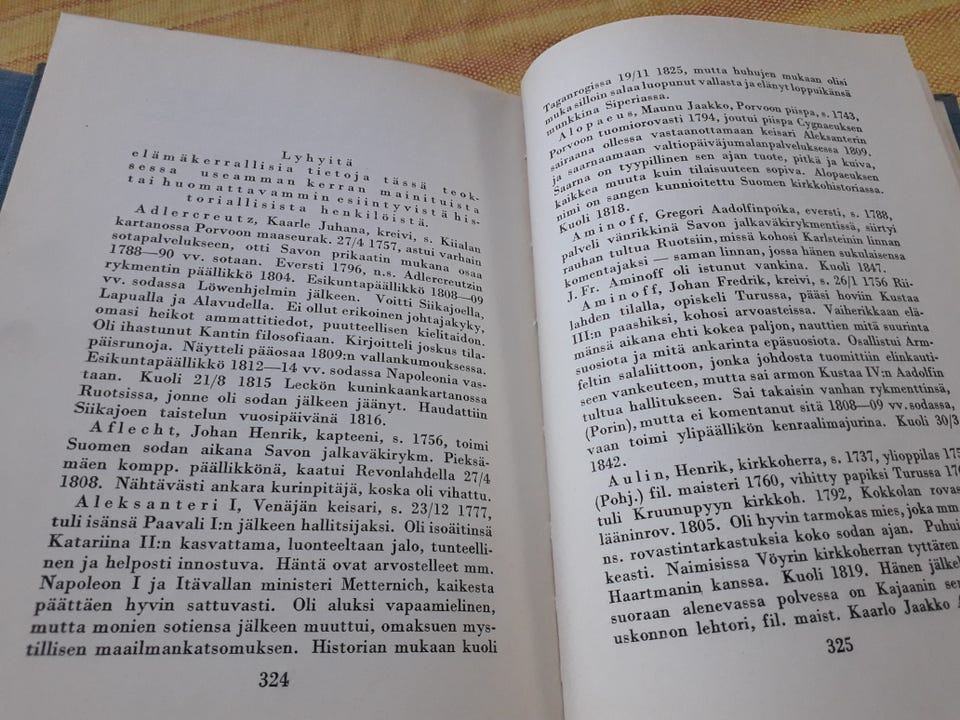 Lyhyitä
elämäkerrallisia tietoja tässä teok-
sessa useamman kerran mainituista
tai huomattavammin esiintyvistä his-
toriallisista henkilöistä.
Adlercreutz, Kaarle Juhana, kreivi, s. Kiialan
kartanossa Porvoon maaseurak. 27/4 1757, astui varhain
sotapalvelukseen, otti Savon prikaatin mukana osaa
1788—90 vv. sotaan. Eversti 1796, n.s. Adlercreutzin
rykmentin päällikkö 1804. Esikuntapäällikkö 1808—09
vv. sodassa Löwenhjelmin jälkeen. Voitti Siikajoella,
Lapualla ja Alavudella. Ei ollut erikoinen johtajakyky,
omasi heikot ammattitiedot, puutteellisen kielitaidon.
Oli ihastunut Kantin filosofiaan. Kirjoitteli joskus tila-
päisrunoja. Näytteli pääosaa 1809:n vallankumouksessa.
Esikuntapäällikkö 1812—14 vv. sodassa Napoleonia vas-
taan. Kuoli 21/8 1815 Leckön kuninkaankartanossa
Ruotsissa, jonne oli sodan jälkeen jäänyt. Haudattiin
Siikajoen taistelun vuosipäivänä 1816.
Aflecht, Johan Henrik, kapteeni, s. 1756, toimi
Suomen sodan aikana Savon jalkaväkirykm. Pieksä-
mäen kompp. päällikkönä, kaatui Revonlahdella 27/4
1808. Nähtävästi ankara kurinpitäjä, koska oli vihattu.
Aleksanteri I, Venäjän keisari, s. 23/12 1777,
tuli isänsä Paavali I:n jälkeen hallitsijaksi. Oli isoäitinsä
Katariina II:n kasvattama, luonteeltaan jalo, tunteelli-
nen ja helposti innostuva. Häntä ovat arvostelleet mm.
Napoleon I ja Itävallan ministeri Metternich, kaikesta
päättäen hyvin sattuvasti. Oli aluksi vapaamielinen,
mutta monien sotiensa jälkeen muuttui, omaksuen mys-
tillisen maailmankatsomuksen. Historian mukaan kuoli
324
Taganrogissa 19/11 1825, mutta huhujen mukaan olisi
muka silloin salaa luopunut vallasta ja elänyt loppuikänsä
munkkina Siperiassa.
Alopaeus, Maunu Jaakko, Porvoon piispa, s. 1743,
Porvoon tuomiorovasti 1794, joutui piispa Cygnaeuksen
sairaana ollessa vastaanottamaan keisari Aleksanterin
ja saarnaamaan valtiopäiväjumalanpalveluksessa 1809.
Saarna on tyypillinen sen ajan tuote, pitkä ja kuiva,
kaikkea muuta kuin tilaisuuteen sopiva. Alopaeuksen
nimi on sangen kunnioitettu Suomen kirkkohistoriassa.
Kuoli 1818.
Aminoff, Gregori Aadolfinpoika, eversti, s. 1788,
palveli vänrikkinä Savon jalkaväkirykmentissä, siirtyi
rauhan tultua Ruotsiin, missä kohosi Karlsteinin linnan
komentajaksi — saman linnan, jossa hänen sukulaisensa
J. Fr. Aminoff oli istunut vankina. Kuoli 1847.
Aminoff, Johan Fredrik, kreivi, s. 26/1 1756 Rii-
lahden tilalla, opiskeli Turussa, pääsi hoviin Kustaa
III:n paashiksi, kohosi arvoasteissa. Vaiherikkaan elä-
mänsä aikana ehti kokea paljon, nauttien mitä suurinta
suosiota ja mitä ankarinta epäsuosiota. Osallistui Arm-
feltin salaliittoon, jonka johdosta tuomittiin elinkauti-
seen vankeuteen, mutta sai armon Kustaa IV:n Aadolfin
tultua hallitukseen. Sai takaisin vanhan rykmenttinsä,
(Porin), mutta ei komentanut sitä 1808—09 vv. sodassa,
vaan toimi ylipäällikön kenraalimajurina. Kuoli 30/3
1842.
Aulin, Henrik, kirkkoherra, s. 1737, ylioppilas
(Pohj.) fil. maisteri 1760, vihitty papiksi Turussa
tuli Kruunupyyn kirkkoh. 1792, Kokkolan rovas-
lääninrov. 1805. Oli hyvin tarmokas mies, joka mm.
ns. rovastintarkastuksia koko sodan ajan. Puhui
keasti. Naimisissa Vöyrin kirkkoherran tyttären
Haartmanin kanssa. Kuoli 1819. Hänen jälkel
suoraan alenevassa polvessa on Kajaanin sem
uskonnon lehtori, fil. maist. Kaarlo Jaakko A
325